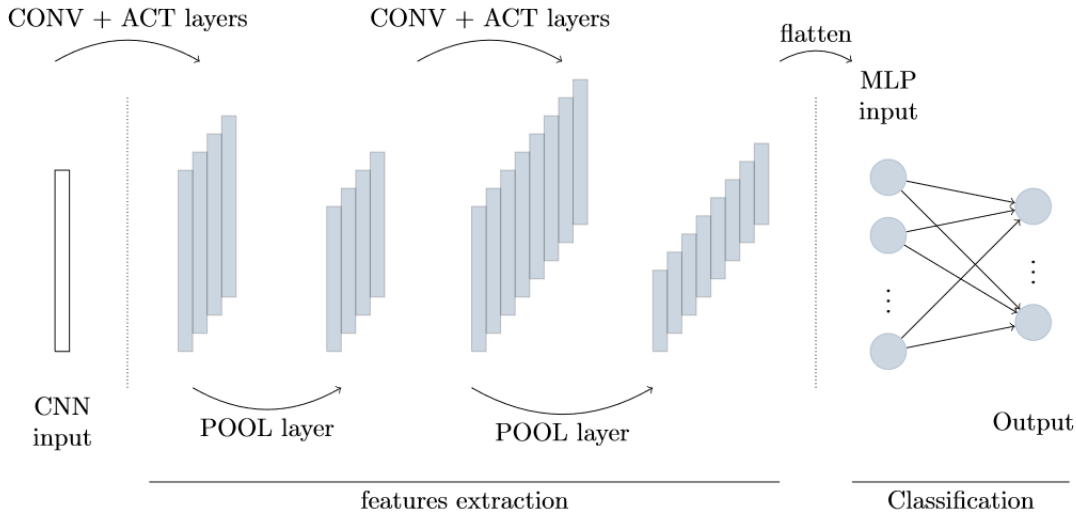 CONV + ACT layers
CONV + ACT layers
flatten
MLP
input
CNN
input
POOL layer
POOL layer
Output
features extraction
Classification